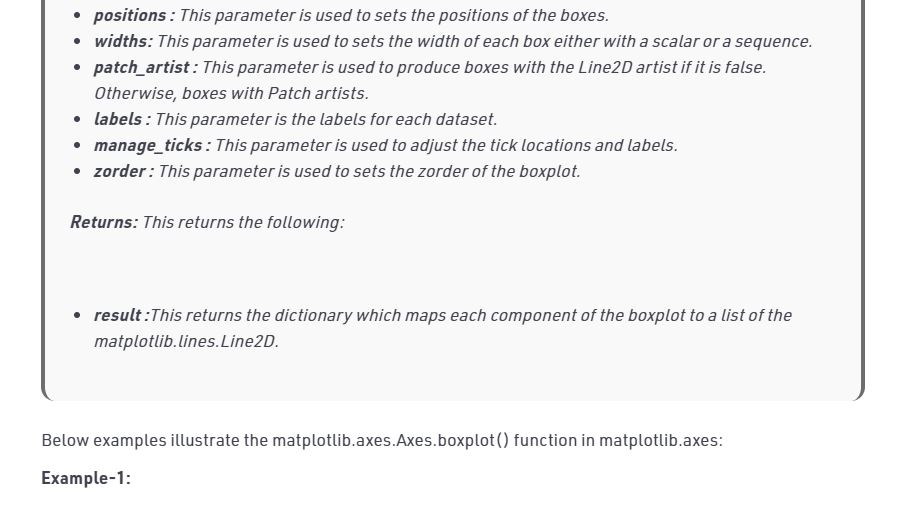 • positions : This parameter is used to sets the positions of the boxes.
• widths: This parameter is used to sets the width of each box either with a scalar or a sequence.
• patch_artist : This parameter is used to produce boxes with the Line2D artist if it is false.
Otherwise, boxes with Patch artists.
• labels : This parameter is the labels for each dataset.
• manage_ticks : This parameter is used to adjust the tick locations and labels.
• zorder : This parameter is used to sets the zorder of the boxplot.
Returns: This returns the following:
• result :This returns the dictionary which maps each component of the boxplot to a list of the
matplotlib.lines.Line2D.
Below examples illustrate the matplotlib.axes.Axes.boxplot() function in matplotlib.axes:
Example-1: